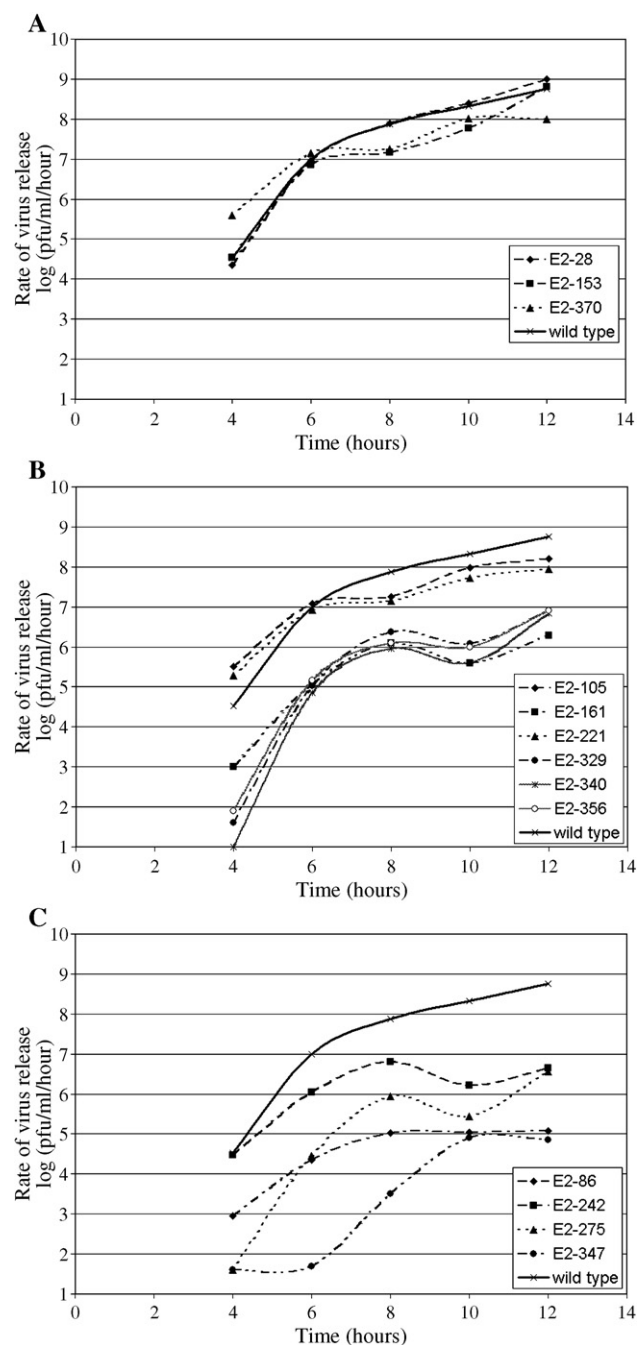 A
Rate of virus release
log (pfu/ml/hour)
10
9
8
7
6
5
4
3
2
1
0
2
4
6
8
10
12
14
Time (hours)
E2-28
E2-153
E2-370
wild type
B
Rate of virus release
log (pfu/ml/hour)
10
9
8
7
6
5
4
3
2
1
0
2
4
6
8
10
12
14
Time (hours)
E2-105
E2-161
E2-221
E2-329
E2-340
E2-356
wild type
C
Rate of virus release
log (pfu/ml/hour)
10
9
8
7
6
5
4
3
2
1
0
2
4
6
8
10
12
14
Time (hours)
E2-86
E2-242
E2-275
E2-347
wild type